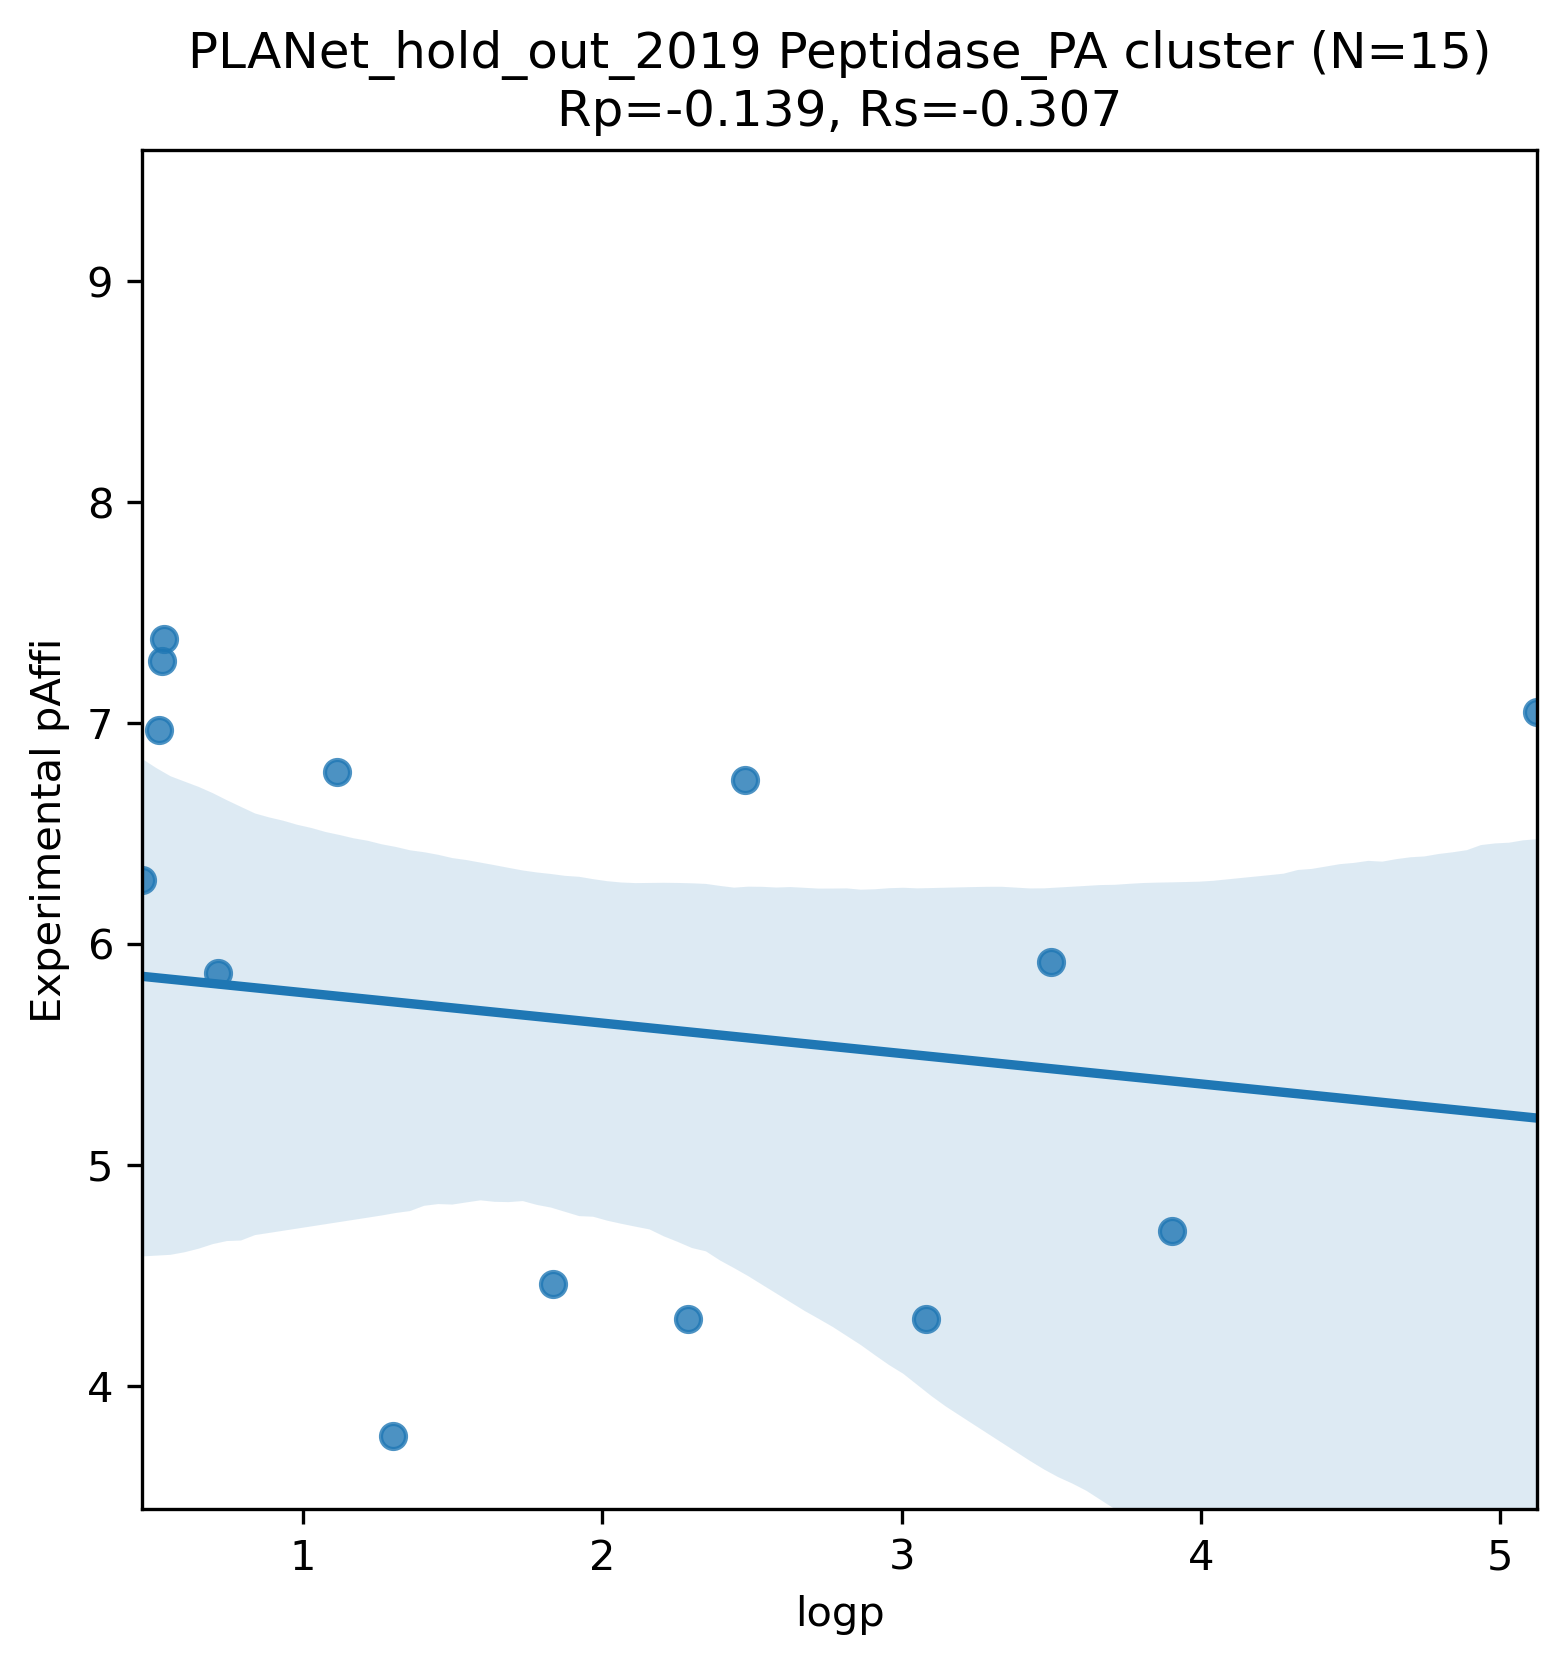 PLANet_hold_out_2019 Peptidase_PA cluster (N=15)
Rp=-0.139, Rs=-0.307
9
8
7
6
5
4
Experimental pAffi
1 2 3 4 5
logp